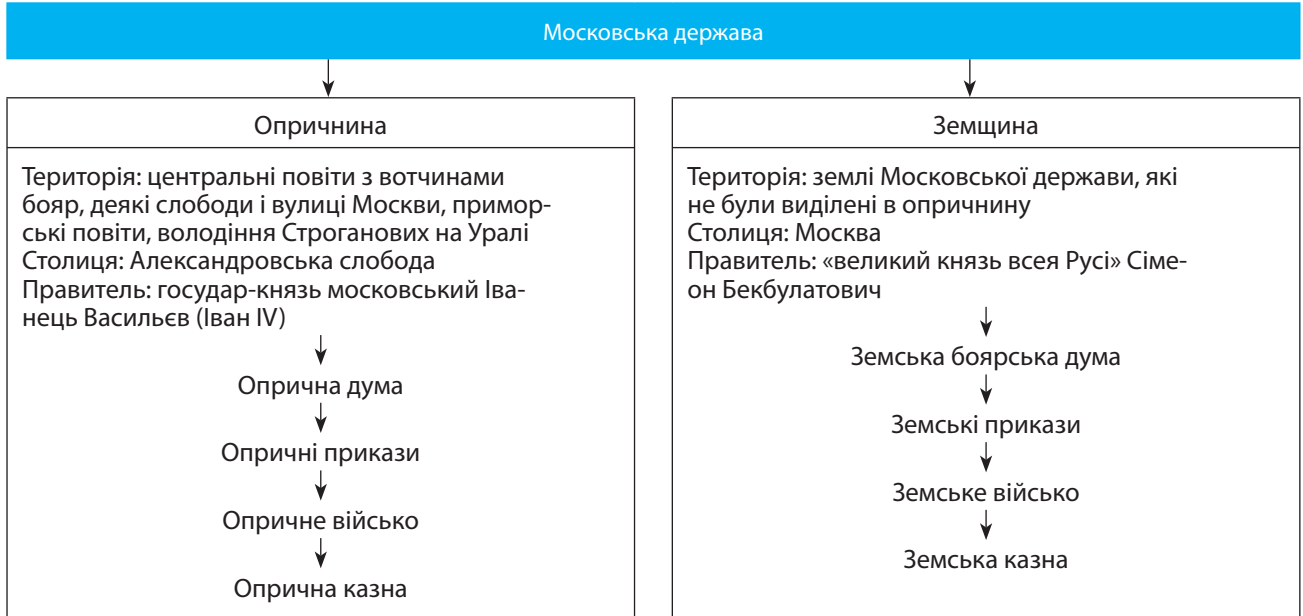 Московська держава
Опричнина
Територія: центральні повіти з вотчинами
бояр, деякі слободи і вулиці Москви, примор-
ські повіти, володіння Строганових на Уралі
Столиця: Александровська слобода
Правитель: государ-князь московський Іва-
нець Васильєв (Іван IV)
Опрична дума
Опричні прикази
Опричне військо
Опрична казна
Земщина
Територія: землі Московської держави, які
не були виділені в опричнину
Столиця: Москва
Правитель: «великий князь всея Русі» Сіме-
он Бекбулатович
Земська боярська дума
Земські прикази
Земське військо
Земська казна